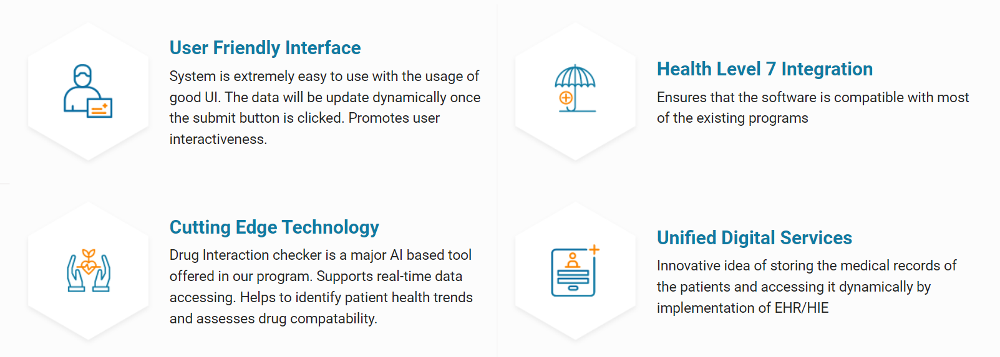 User Friendly Interface
System is extremely easy to use with the usage of
good UI. The data will be update dynamically once
the submit button is clicked. Promotes user
interactiveness.
Health Level 7 Integration
Ensures that the software is compatible with most
of the existing programs
Cutting Edge Technology
Drug Interaction checker is a major AI based tool
offered in our program. Supports real-time data
accessing. Helps to identify patient health trends
and assesses drug compatability.
Unified Digital Services
Innovative idea of storing the medical records of
the patients and accessing it dynamically by
implementation of EHR/HIE